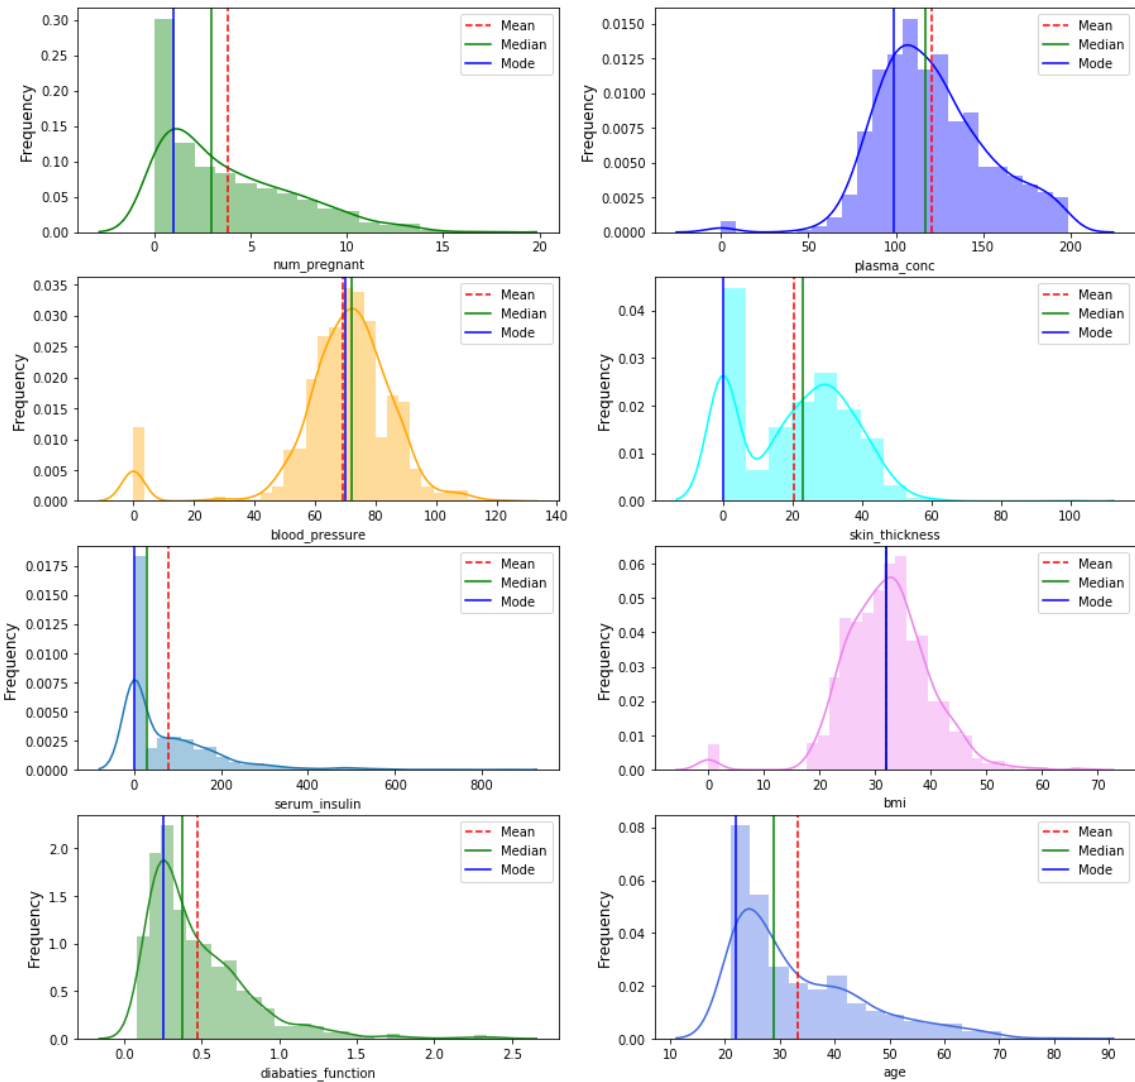 0.30
0.25
0.20
0.15
0.10
0.05
0.00
Frequency
Mean
Median
Mode
0 5 10 15 20
num_pregnant
0.0150
0.0125
0.0100
0.0075
0.0050
0.0025
0.0000
Frequency
Mean
Median
Mode
0 50 100 150 200
plasma_conc
0.035
0.030
0.025
0.020
0.015
0.010
0.005
0.000
Frequency
Mean
Median
Mode
0 20 40 60 80 100 120 140
blood_pressure
0.04
0.03
0.02
0.01
0.00
Frequency
Mean
Median
Mode
0 20 40 60 80 100
skin_thickness
0.0175
0.0150
0.0125
0.0100
0.0075
0.0050
0.0025
0.0000
Frequency
Mean
Median
Mode
0 200 400 600 800
serum_insulin
0.06
0.05
0.04
0.03
0.02
0.01
0.00
Frequency
Mean
Median
Mode
0 10 20 30 40 50 60 70
bmi
2.0
1.5
1.0
0.5
0.0
Frequency
Mean
Median
Mode
0.0 0.5 1.0 1.5 2.0 2.5
diabaties_function
0.08
0.06
0.04
0.02
0.00
Frequency
Mean
Median
Mode
10 20 30 40 50 60 70 80 90
age